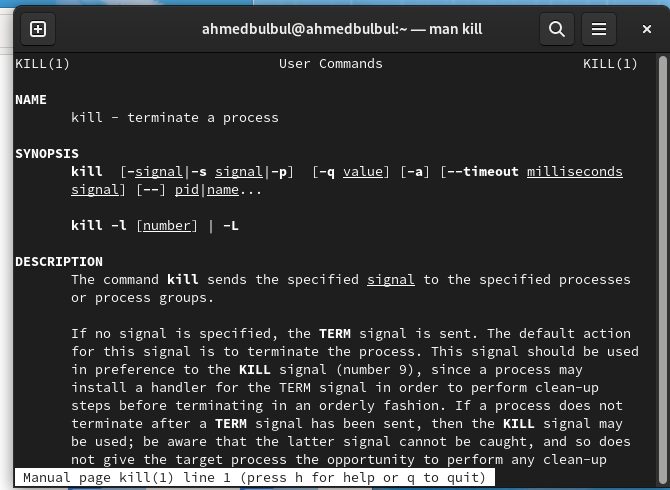 ahmedbulbul@ahmedbulbul:~ — man kill
KILL(1) User Commands KILL(1)
NAME
kill - terminate a process
SYNOPSIS
kill [-signal|-s signal|-p] [-q value] [-a] [--timeout milliseconds
signal] [--] pid|name...
kill -l [number] | -L
DESCRIPTION
The command kill sends the specified signal to the specified processes
or process groups.
If no signal is specified, the TERM signal is sent. The default action
for this signal is to terminate the process. This signal should be used
in preference to the KILL signal (number 9), since a process may
install a handler for the TERM signal in order to perform clean-up
steps before terminating in an orderly fashion. If a process does not
terminate after a TERM signal has been sent, then the KILL signal may
be used; be aware that the latter signal cannot be caught, and so does
not give the target process the opportunity to perform any clean-up
Manual page kill(1) line 1 (press h for help or q to quit)